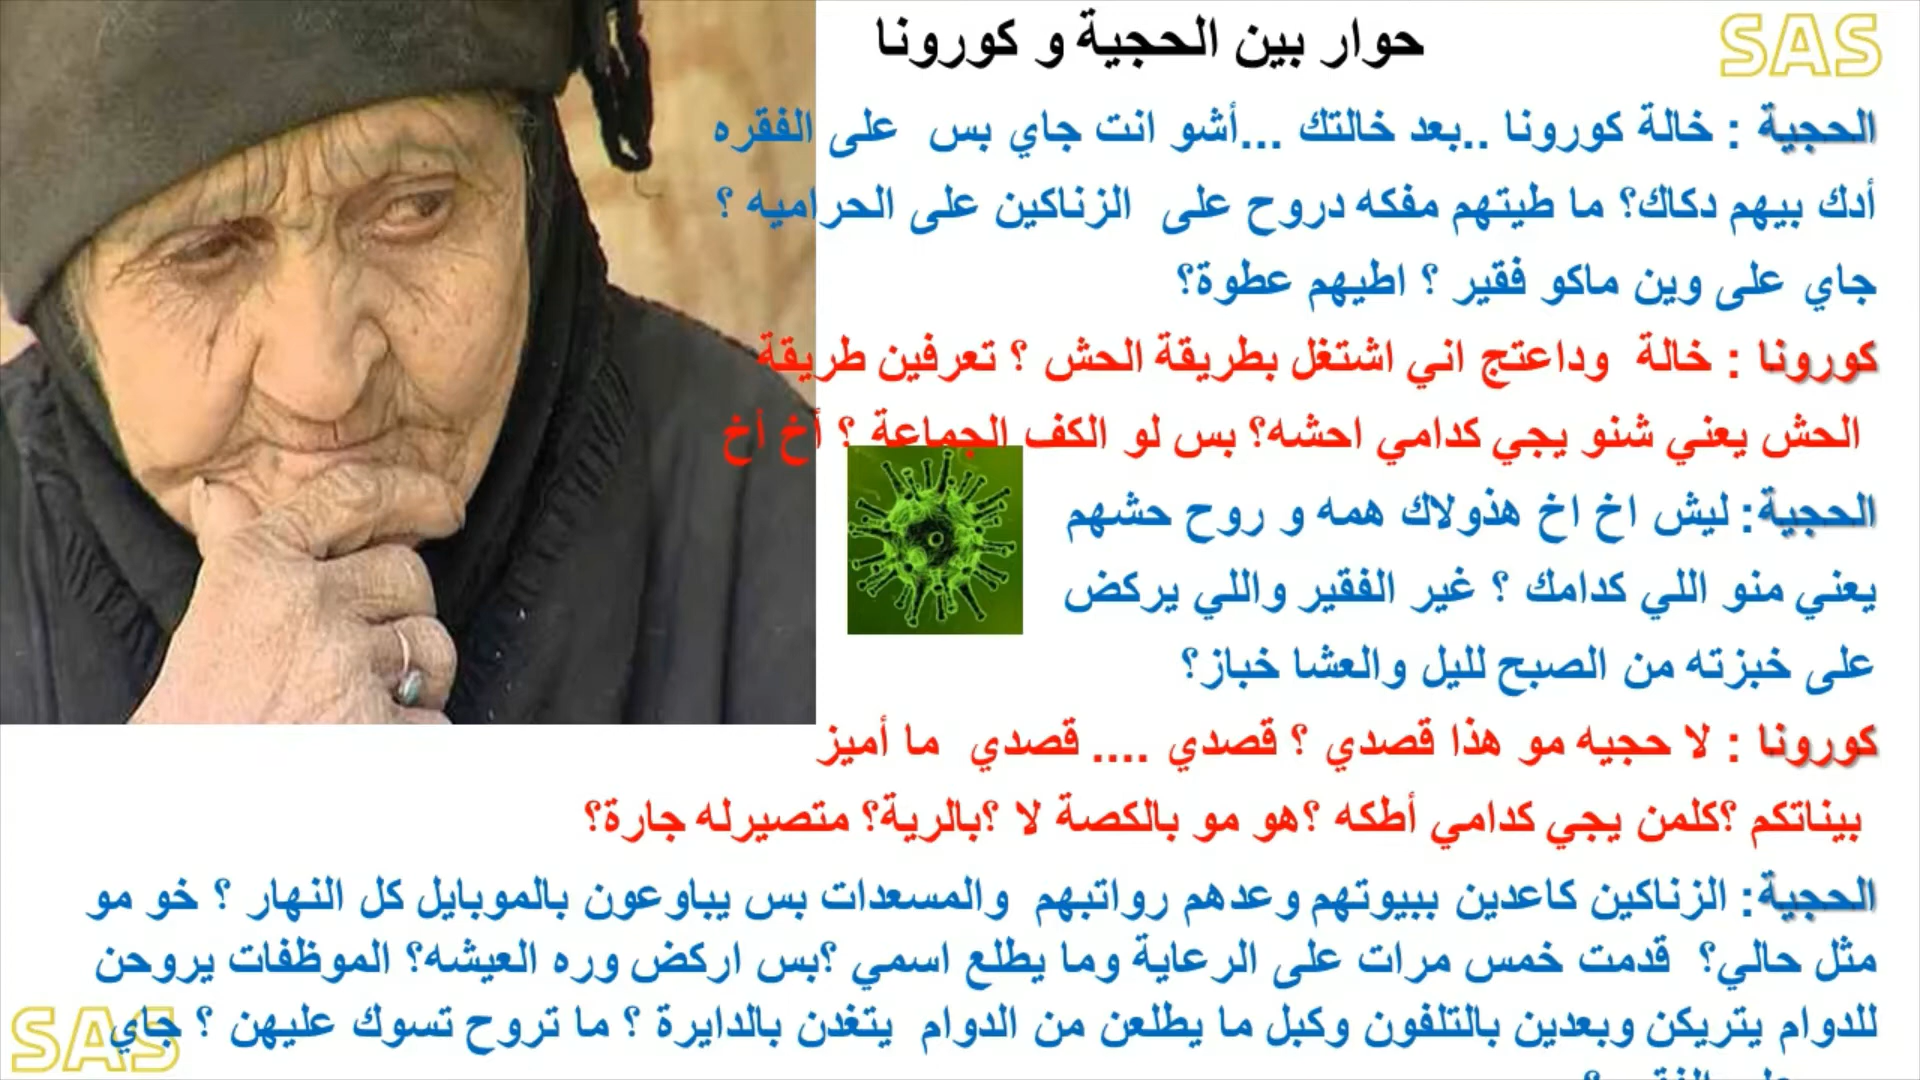 حوار بين الحجية و كورونا
SAS
الحجية : خالة كورونا ..بعد خالتك ...أشو انت جاي بس على الفقره
أدك بيهم دكاك؟ ما طيتهم مفكه دروح على الزناكين على الحراميه ؟
جاي على وين ماكو فقير ؟ اطيهم عطوة؟
كورونا : خالة وداعتج اني اشتغل بطريقة الحش ؟ تعرفين طريقة
الحش يعني شنو يجي كدامي احشه؟ بس لو الكف الجماعة ؟ أخ أخ
الحجية: ليش اخ اخ هذولاك همه و روح حشهم
يعني منو اللي كدامك ؟ غير الفقير واللي يركض
على خبزته من الصبح لليل والعشا خباز؟
كورونا : لا حجيه مو هذا قصدي ؟ قصدي .... قصدي ما أميز
بيناتكم ؟كلمن يجي كدامي أطكه ؟هو مو بالكصة لا ؟بالرية؟ متصيرله جارة؟
الحجية: الزناكين كاعدين ببيوتهم وعدهم رواتبهم والمسعدات بس يباوعون بالموبايل كل النهار ؟ خو مو
مثل حالي؟ قدمت خمس مرات على الرعاية وما يطلع اسمي ؟بس اركض وره العيشه؟ الموظفات يروحن
للدوام يتريكن وبعدين بالتلفون وكبل ما يطلعن من الدوام يتغدن بالدايرة ؟ ما تروح تسوك عليهن ؟ جاي
SAS